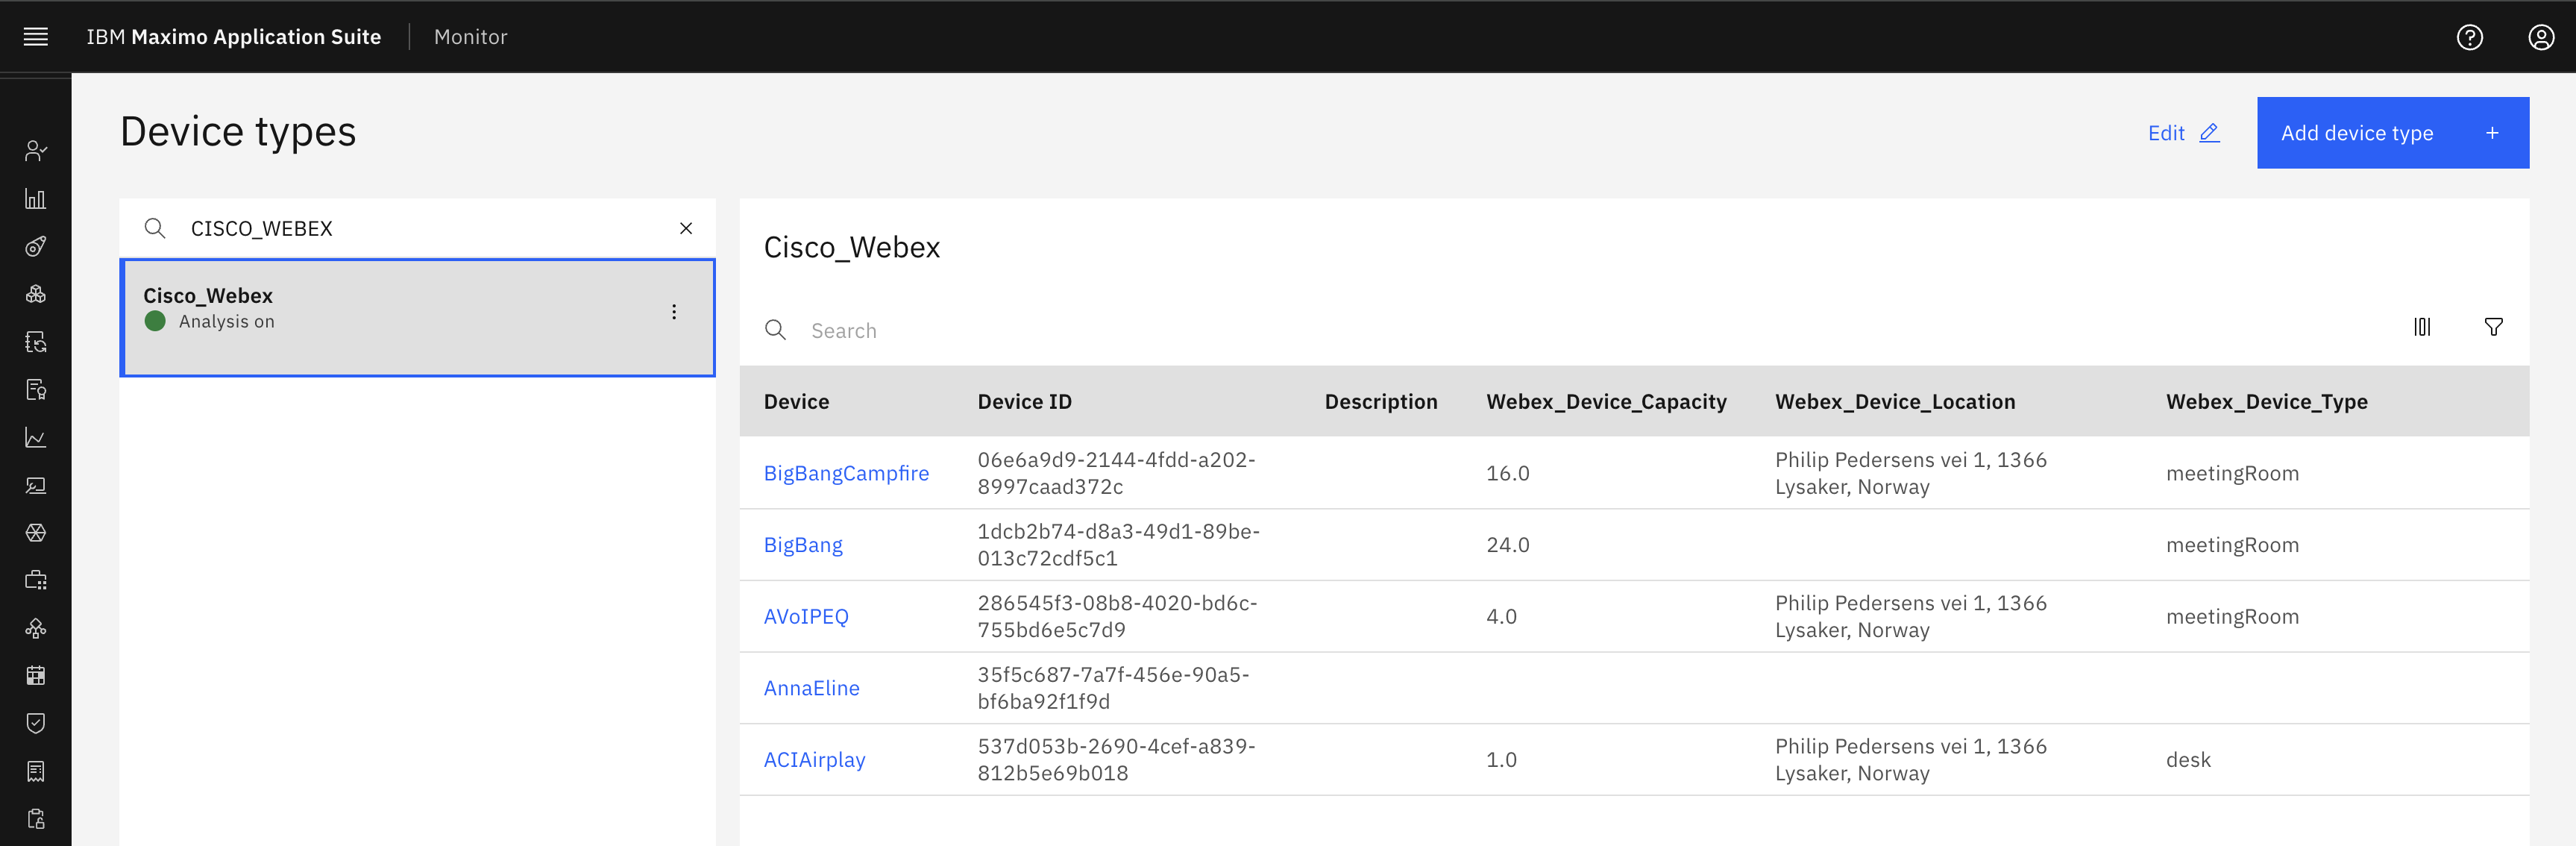 IBM Maximo Application Suite Monitor
Device types
Edit
Add device type +
CISCO_WEBEX
Cisco_Webex
Analysis on
Cisco_Webex
Search
Device Device ID Description Webex_Device_Capacity Webex_Device_Location Webex_Device_Type
BigBangCampfire 06e6a9d9-2144-4fdd-a202- 16.0 Philip Pedersens vei 1, 1366 meetingRoom
8997caad372c Lysaker, Norway
BigBang 1dcb2b74-d8a3-49d1-89be- 24.0 meetingRoom
013c72cdf5c1
AVoIPEQ 286545f3-08b8-4020-bd6c- 4.0 Philip Pedersens vei 1, 1366 meetingRoom
755bd6e5c7d9 Lysaker, Norway
AnnaEline 35f5c687-7a7f-456e-90a5-
bf6ba92f1f9d
ACIAirplay 537d053b-2690-4cef-a839- 1.0 Philip Pedersens vei 1, 1366 desk
812b5e69b018 Lysaker, Norway